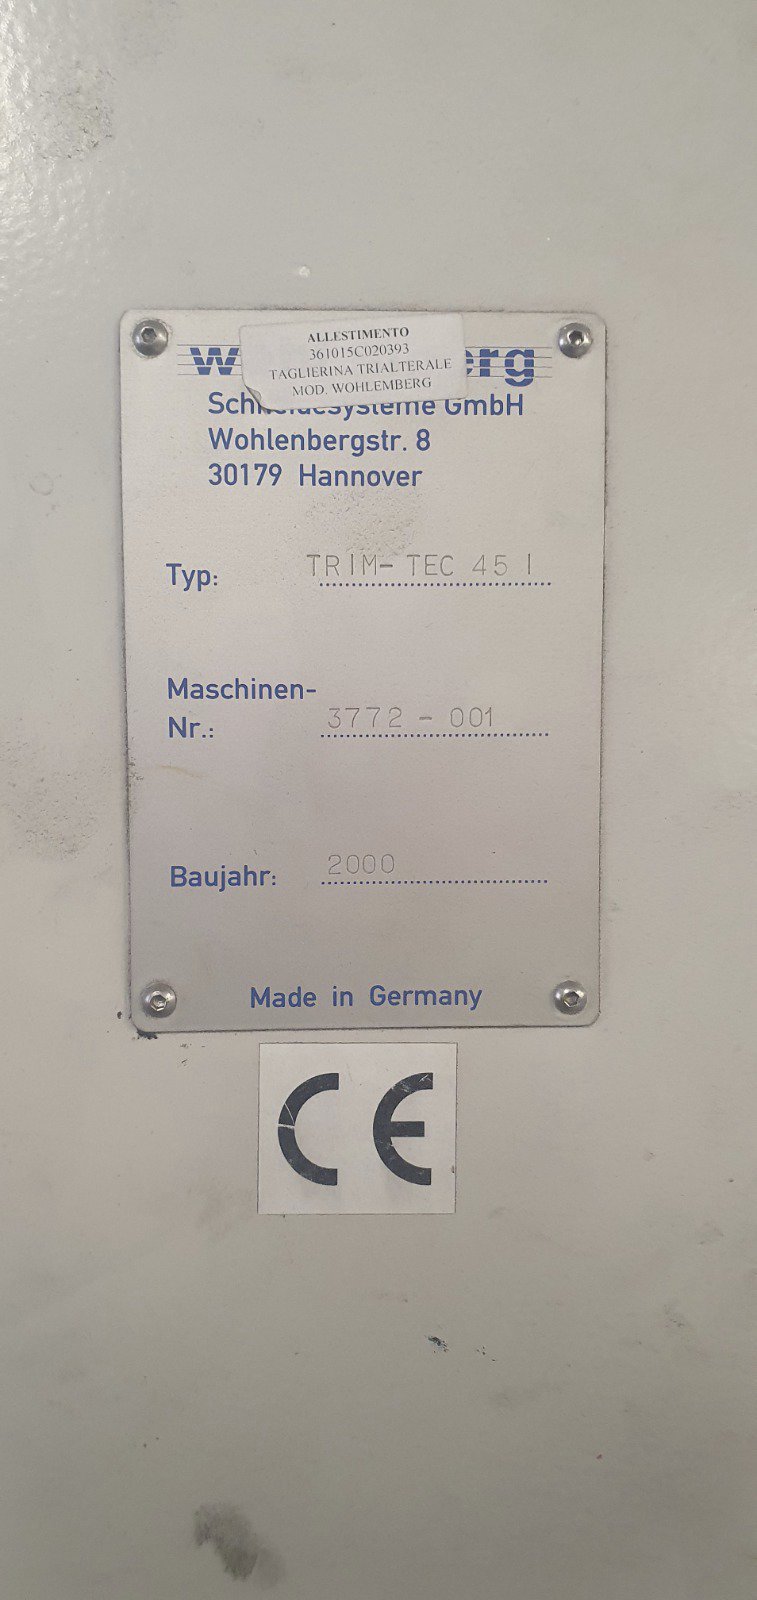 ALLESTIMENTO
361015C020393
TAGLIERINA TRIALTERALE
MOD. WOHLEMBERG
GmbH
Wohlenbergstr. 8
30179 Hannover
Typ: TRIM-TEC 45 I
Maschinen-
Nr.: 3772 - 001
Baujahr: 2000
Made in Germany
CE